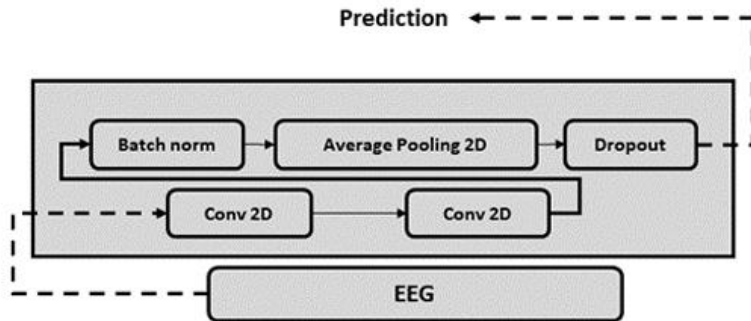 Prediction
Batch norm
Average Pooling 2D
Dropout
Conv 2D
Conv 2D
EEG